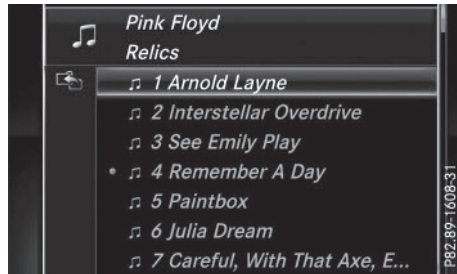 Pink Floyd
Relics
1 Arnold Layne
2 Interstellar Overdrive
3 See Emily Play
4 Remember A Day
5 Paintbox
6 Julia Dream
7 Careful, With That Axe, E...
P82.89-1608-31